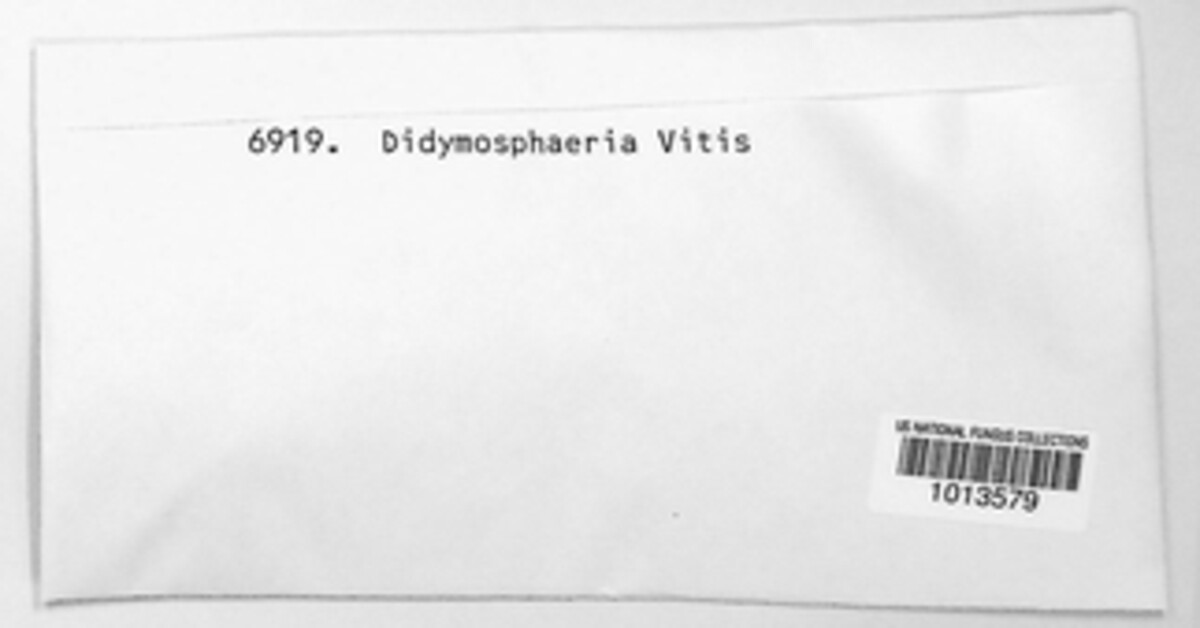 6919. Didymosphaeria Vitis
US NATIONAL FUNGUS COLLECTIONS
1013579